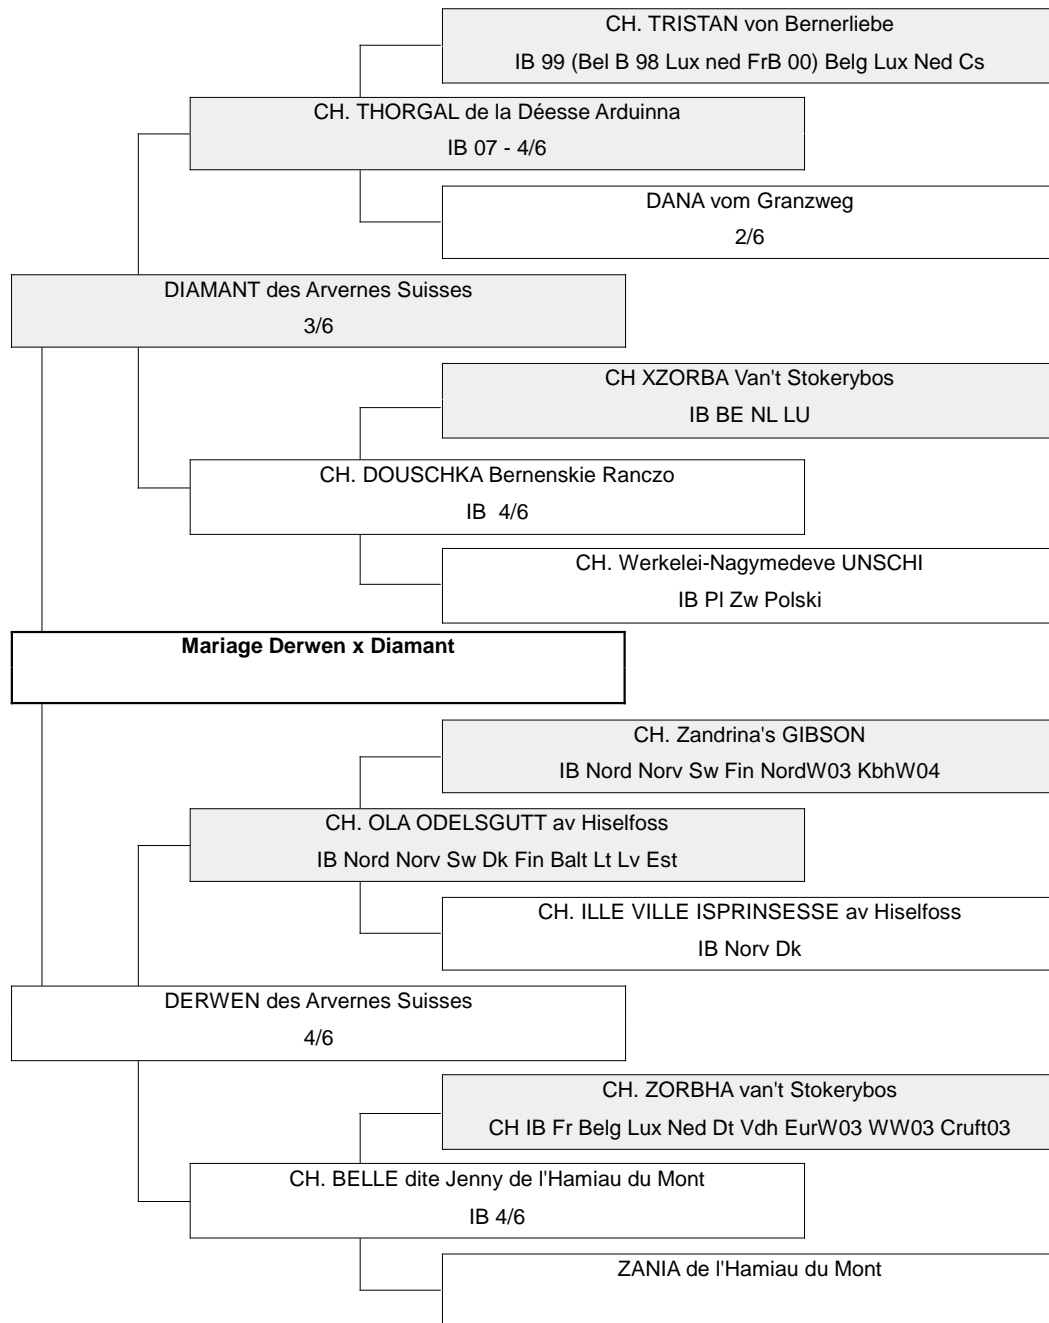 CH. TRISTAN von Bernerliebe
IB 99 (Bel B 98 Lux ned FrB 00) Belg Lux Ned Cs
CH. THORGAL de la Déesse Arduinna
IB 07 - 4/6
DANA vom Granzweg
2/6
DIAMANT des Arvernes Suisses
3/6
CH XZORBA Van't Stokerybos
IB BE NL LU
CH. DOUSCHKA Bernenskie Ranczo
IB 4/6
CH. Werkelei-Nagymedeve UNSCHI
IB Pl Zw Polski
Mariage Derwen x Diamant
CH. Zandrina's GIBSON
IB Nord Norv Sw Fin NordW03 KbhW04
CH. OLA ODELSGUTT av Hiselfoss
IB Nord Norv Sw Dk Fin Balt Lt Lv Est
CH. ILLE VILLE ISPRINSESSE av Hiselfoss
IB Norv Dk
DERWEN des Arvernes Suisses
4/6
CH. ZORBHA van't Stokerybos
CH IB Fr Belg Lux Ned Dt Vdh EurW03 WW03 Cruft03
CH. BELLE dite Jenny de l'Hamiau du Mont
IB 4/6
ZANIA de l'Hamiau du Mont